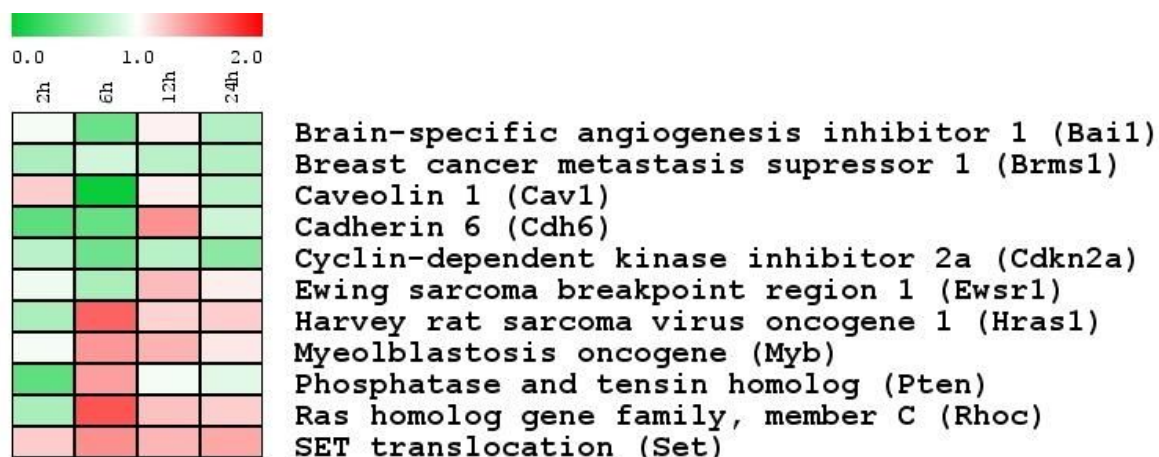 0.0 1.0 2.0
2h 6h 12h 24h
Brain-specific angiogenesis inhibitor 1 (Bai1)
Breast cancer metastasis supressor 1 (Brms1)
Caveolin 1 (Cav1)
Cadherin 6 (Cdh6)
Cyclin-dependent kinase inhibitor 2a (Cdkn2a)
Ewing sarcoma breakpoint region 1 (Ewsr1)
Harvey rat sarcoma virus oncogene 1 (Hras1)
Myeolblastosis oncogene (Myb)
Phosphatase and tensin homolog (Pten)
Ras homolog gene family, member C (Rhoc)
SET translocation (Set)